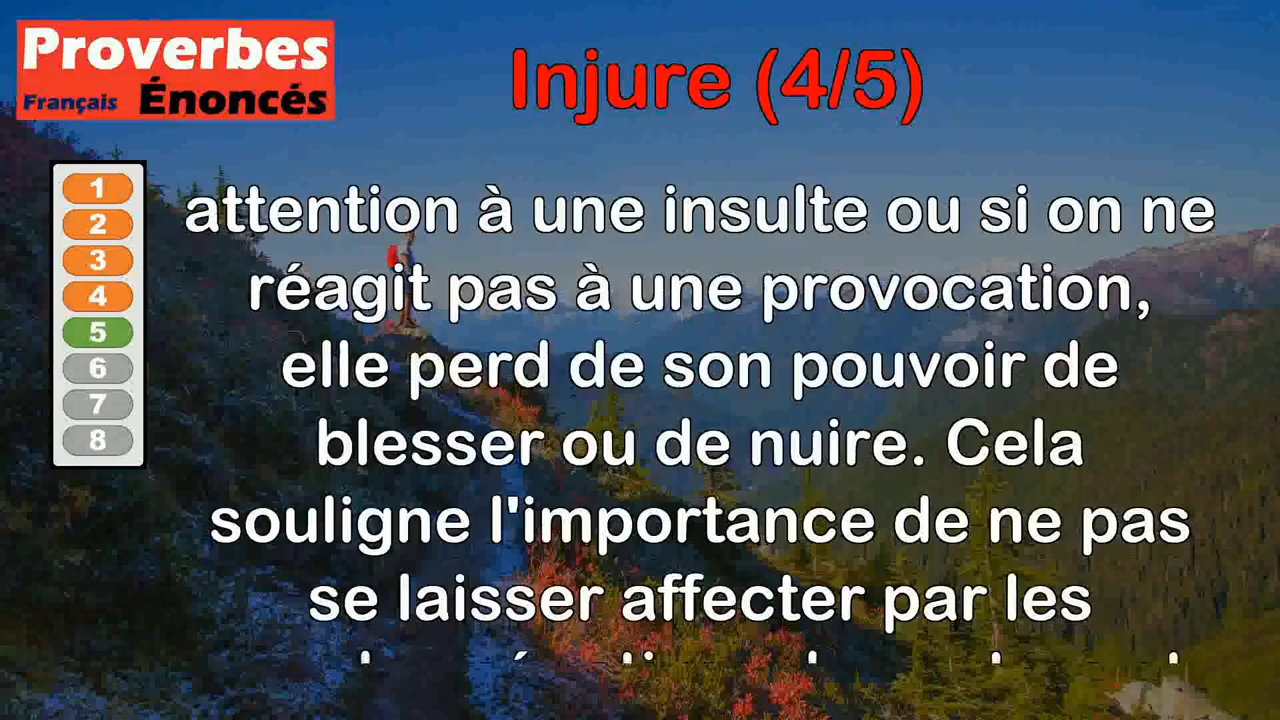 Proverbes
Français Énoncés
Injure (4/5)
1
2
3
4
5
6
7
8
attention à une insulte ou si on ne
réagit pas à une provocation,
elle perd de son pouvoir de
blesser ou de nuire. Cela
souligne l'importance de ne pas
se laisser affecter par les